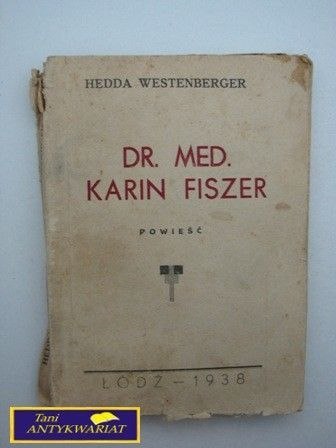 HEDDA WESTENBERGER
DR. MED.
KARIN FISZER
POWIEŚĆ
ŁÓDŹ – 1938
Tani
ANTYKWARIAT